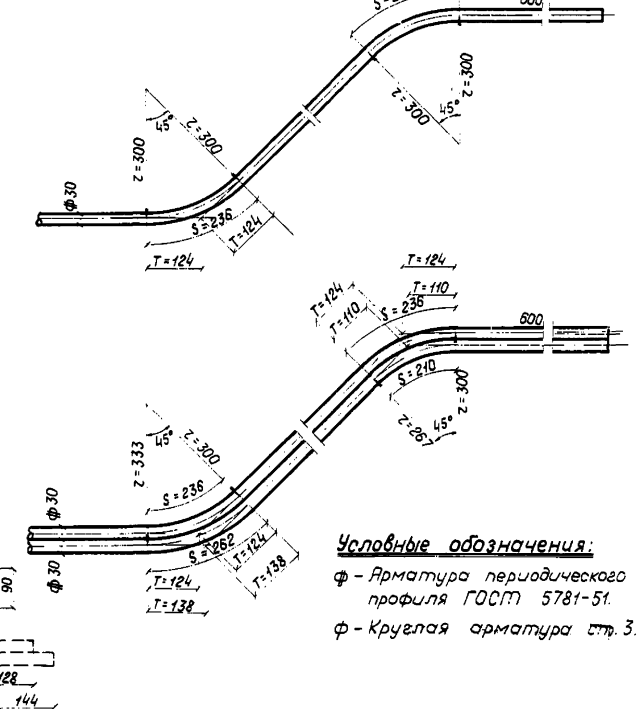 45°
r=300
r=300
ф30
S=236
T=124
T=124
r=300
r=300
45°
T=124
T=110
T=124
T=110
S=236
600
S=210
r=300
r=267
45°
45°
r=333
r=300
ф30
S=236
S=262
T=124
T=138
ф30
T=124
T=138
90
128
144
Условные обозначения:
ф - Арматура периодического
профиля ГОСТ 5781-51.
ф - Круглая арматура ст. 3.